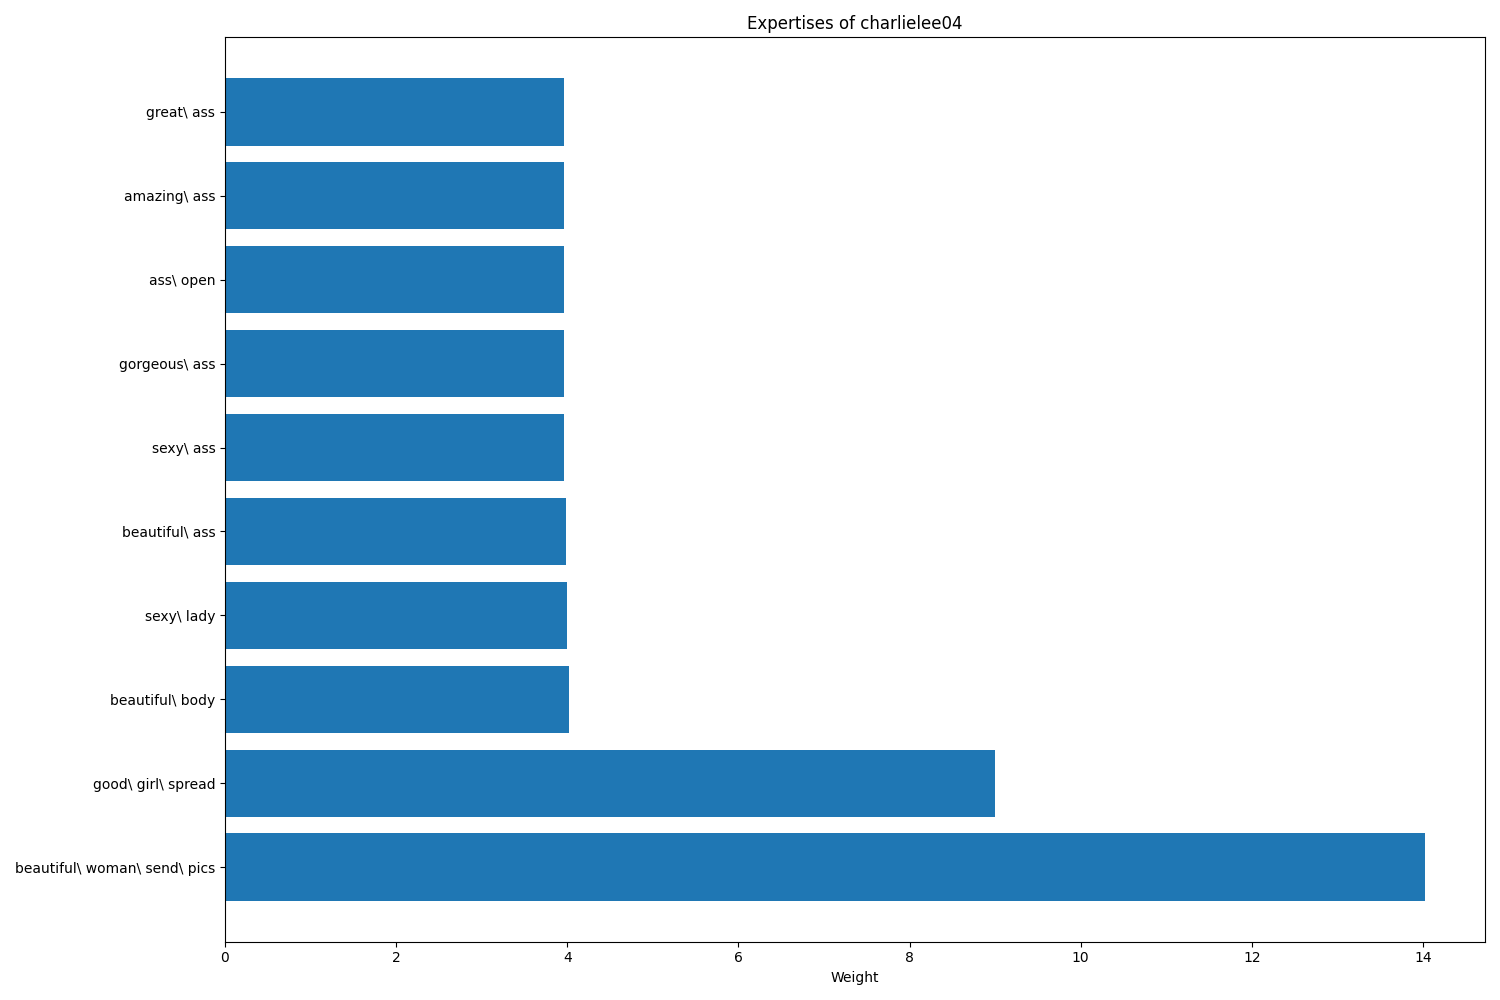 Expertises of charlielee04
great\ ass
amazing\ ass
ass\ open
gorgeous\ ass
sexy\ ass
beautiful\ ass
sexy\ lady
beautiful\ body
good\ girl\ spread
beautiful\ woman\ send\ pics
0 2 4 6 8 10 12 14
Weight